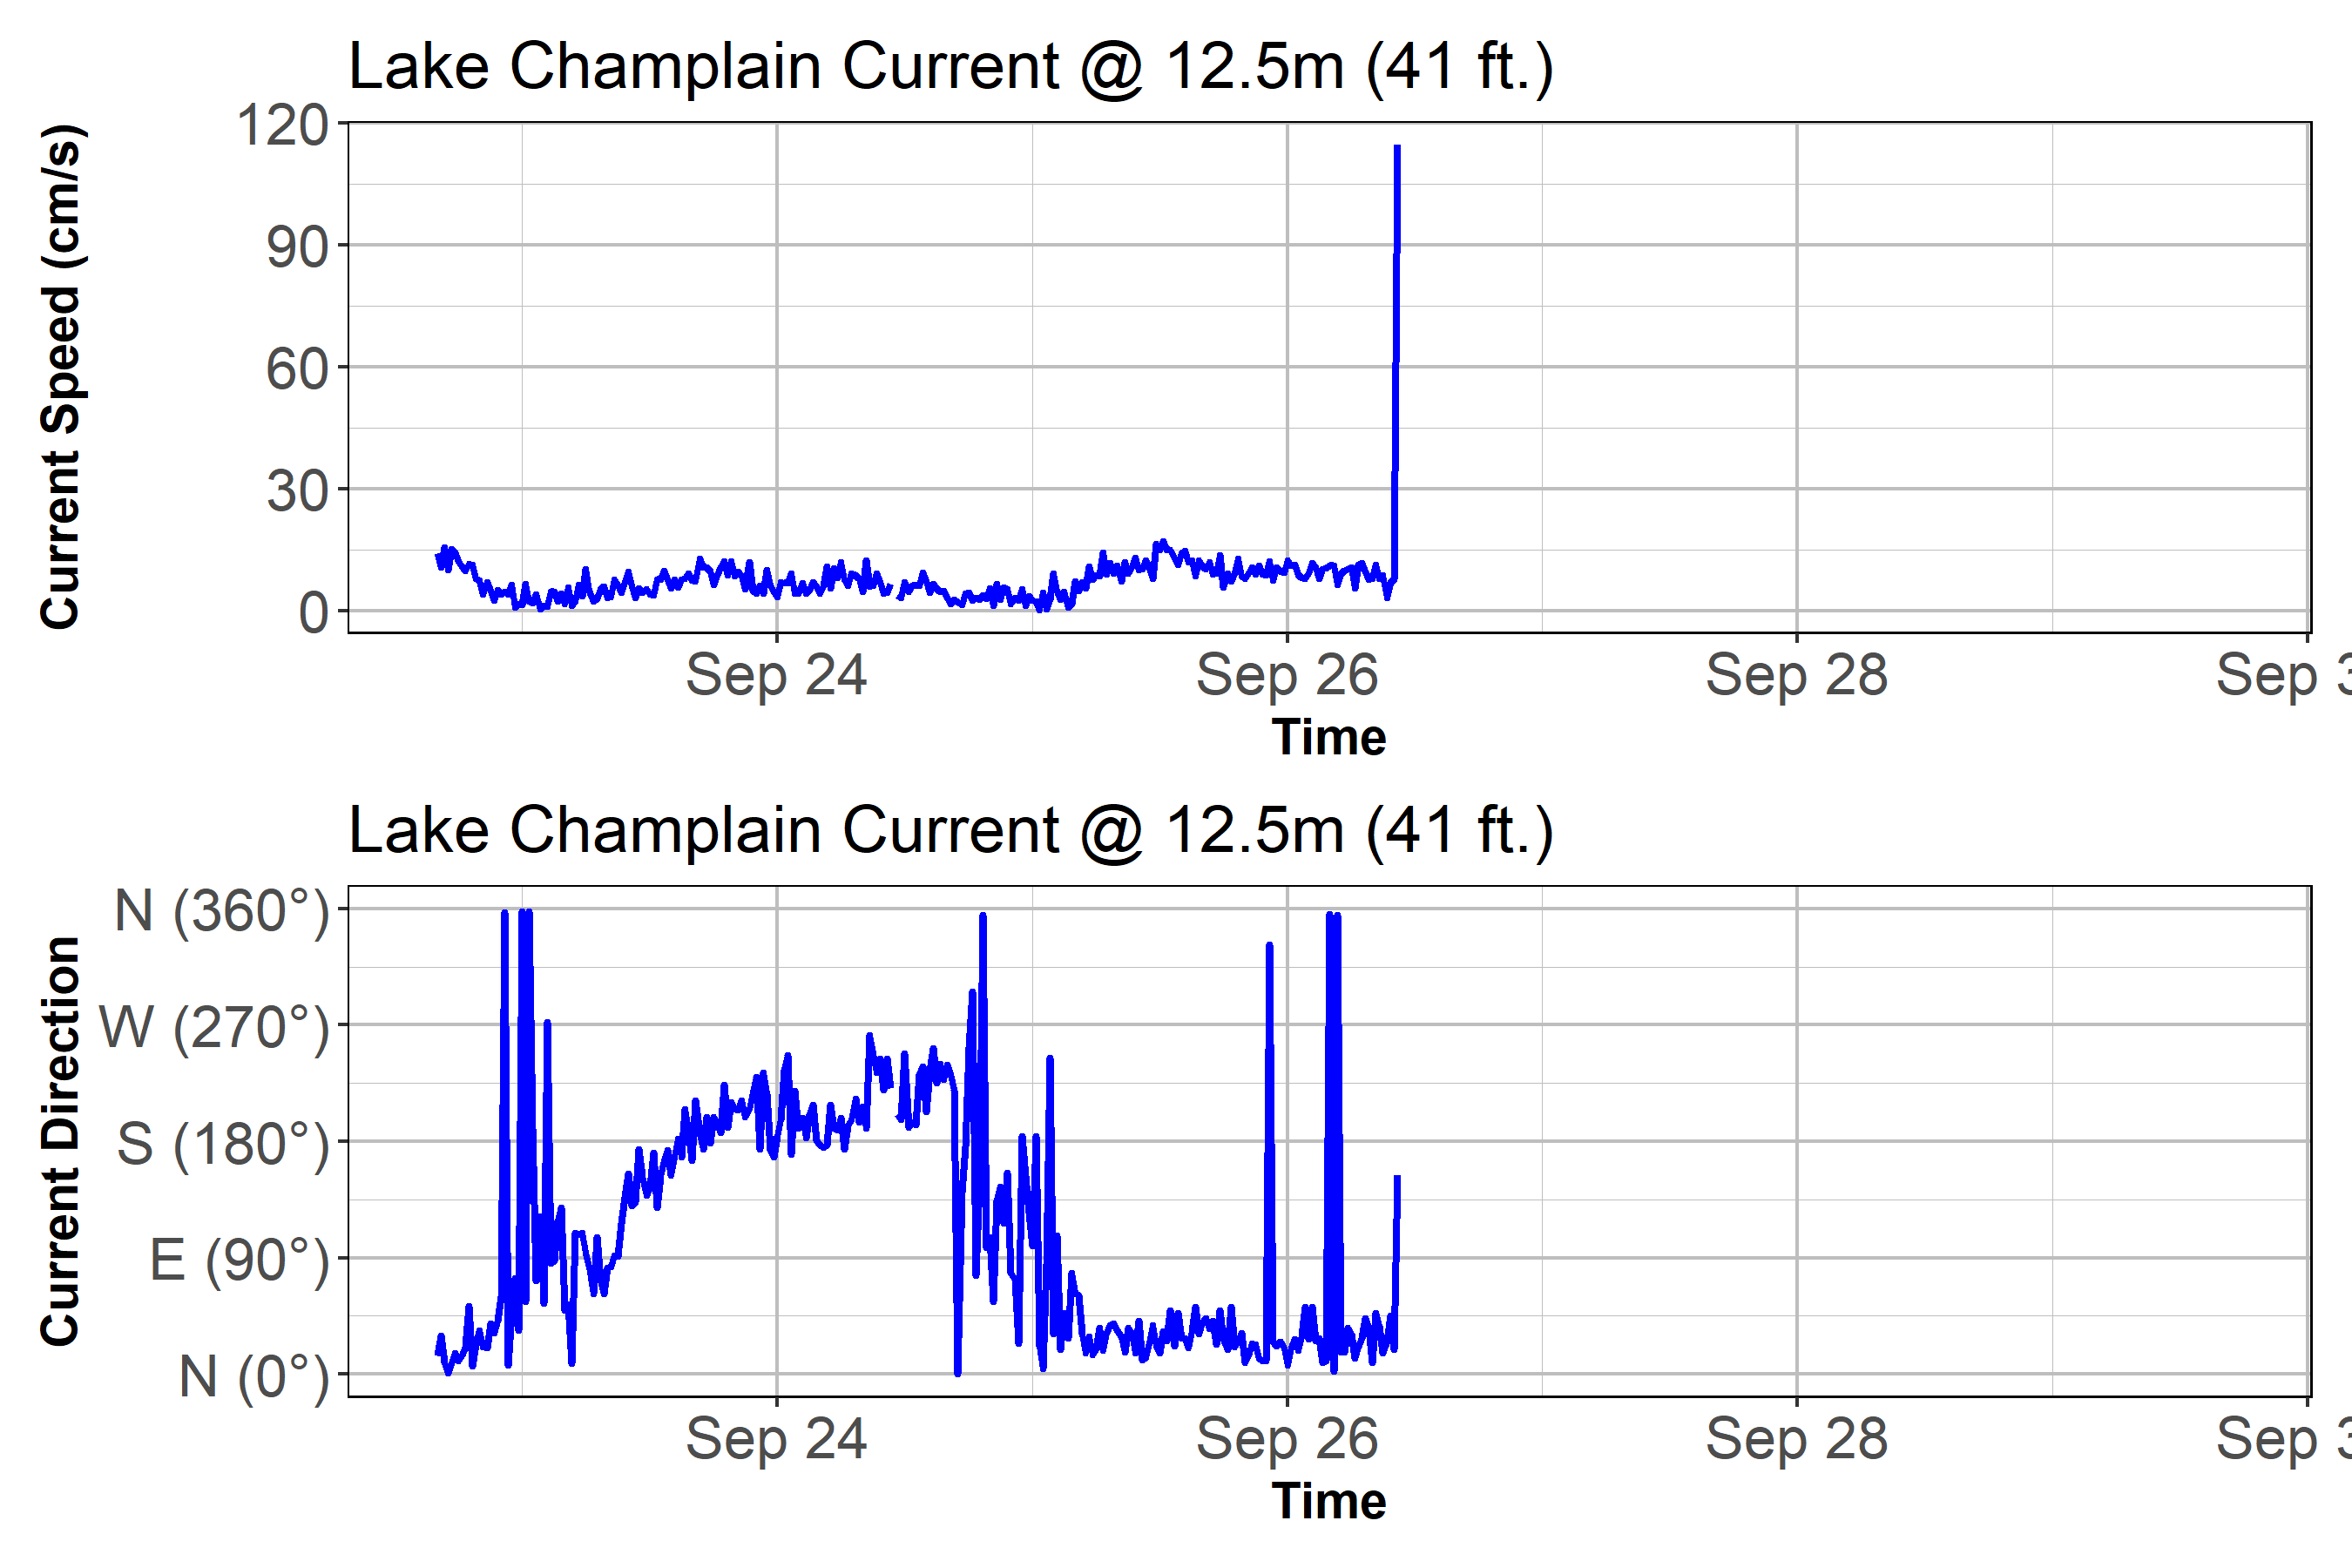 Lake Champlain Current @ 12.5m (41 ft.)
Current Speed (cm/s)
120
90
60
30
0
Sep 24
Sep 26
Sep 28
Sep 3
Time
Lake Champlain Current @ 12.5m (41 ft.)
Current Direction
N (360°)
W (270°)
S (180°)
E (90°)
N (0°)
Sep 24
Sep 26
Sep 28
Sep 3
Time